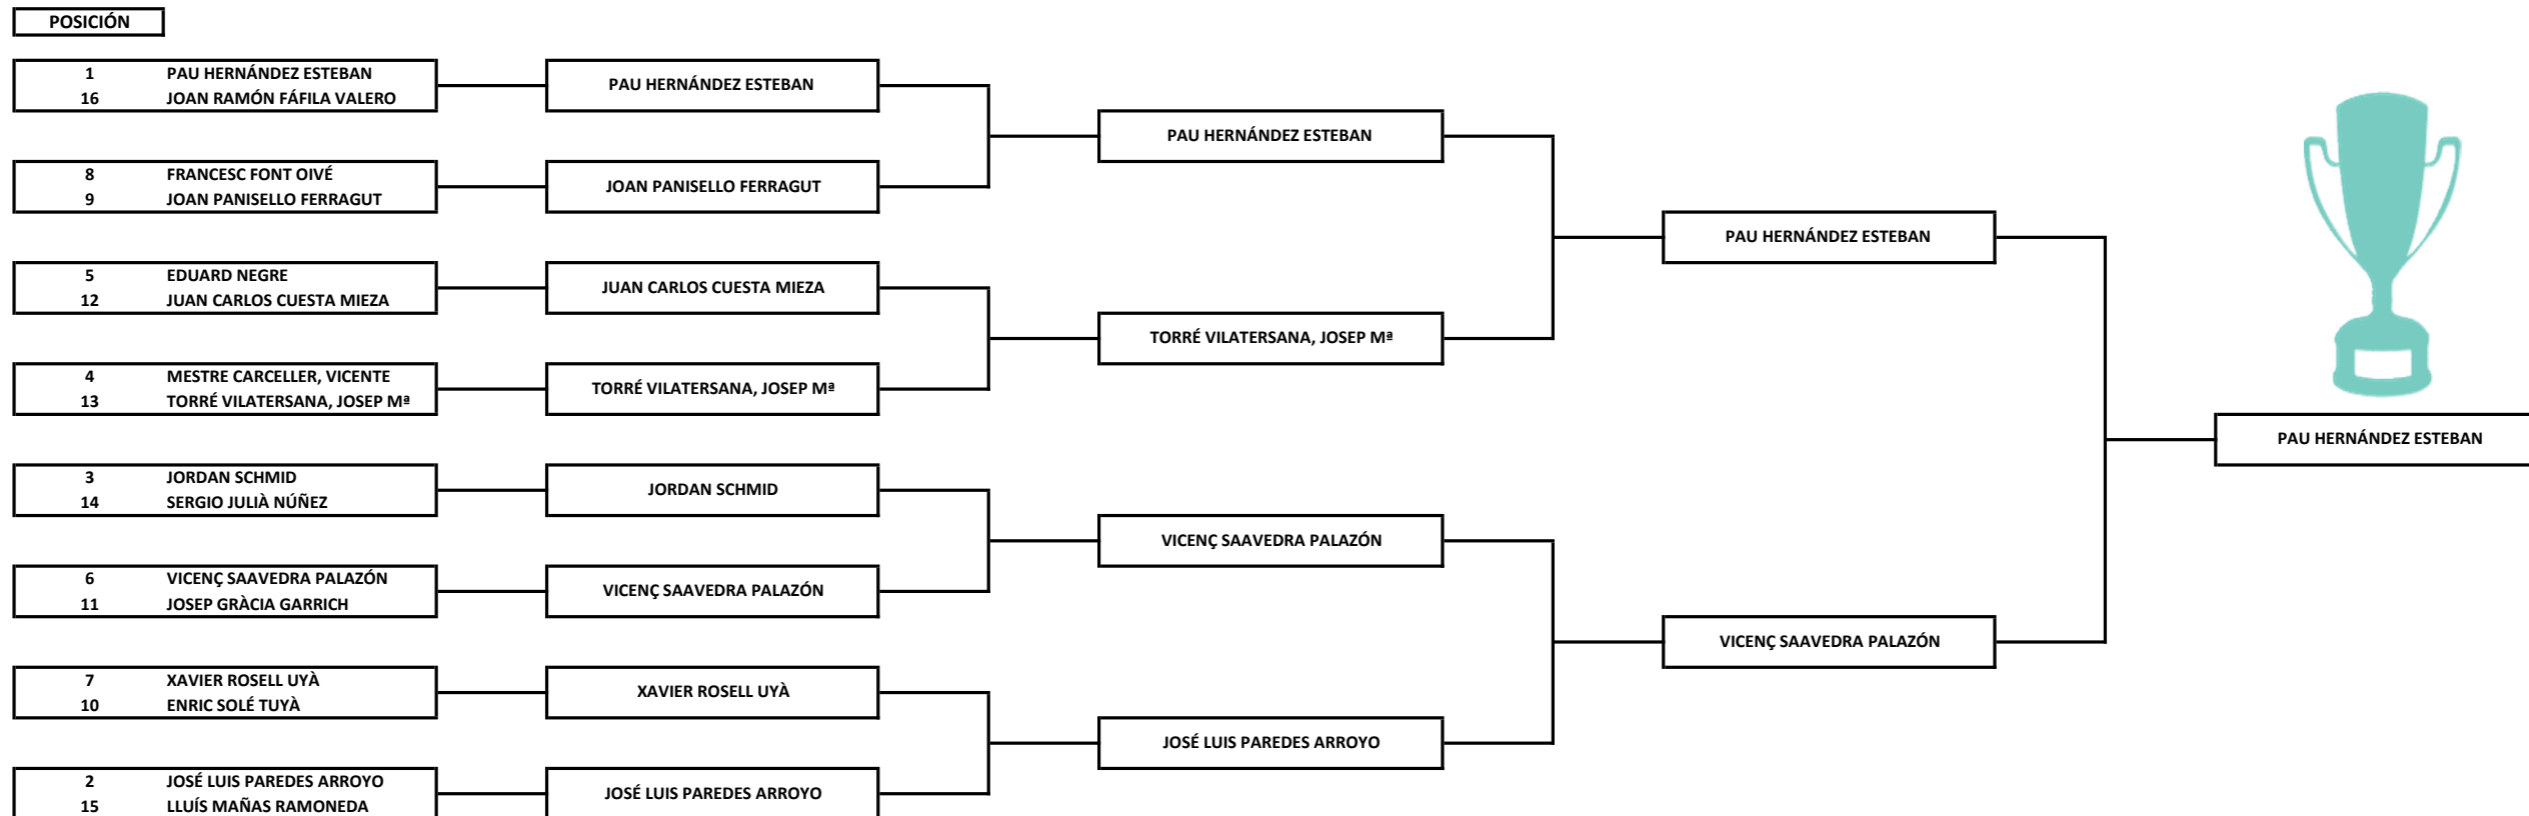 POSICIÓN
1 PAU HERNÁNDEZ ESTEBAN
16 JOAN RAMÓN FÁFILA VALERO
8 FRANCESC FONT OIVÉ
9 JOAN PANISELLO FERRAGUT
5 EDUARD NEGRE
12 JUAN CARLOS CUESTA MIEZA
4 MESTRE CARCELLER, VICENTE
13 TORRÉ VILATERSANA, JOSEP Mª
3 JORDAN SCHMID
14 SERGIO JULIÀ NÚÑEZ
6 VICENÇ SAAVEDRA PALAZÓN
11 JOSEP GRÀCIA GARRICH
7 XAVIER ROSELL UYÀ
10 ENRIC SOLÉ TUYÀ
2 JOSÉ LUIS PAREDES ARROYO
15 LLUÍS MAÑAS RAMONEDA
PAU HERNÁNDEZ ESTEBAN
JOAN PANISELLO FERRAGUT
JUAN CARLOS CUESTA MIEZA
TORRÉ VILATERSANA, JOSEP Mª
JORDAN SCHMID
VICENÇ SAAVEDRA PALAZÓN
XAVIER ROSELL UYÀ
JOSÉ LUIS PAREDES ARROYO
PAU HERNÁNDEZ ESTEBAN
TORRÉ VILATERSANA, JOSEP Mª
VICENÇ SAAVEDRA PALAZÓN
JOSÉ LUIS PAREDES ARROYO
PAU HERNÁNDEZ ESTEBAN
VICENÇ SAAVEDRA PALAZÓN
PAU HERNÁNDEZ ESTEBAN